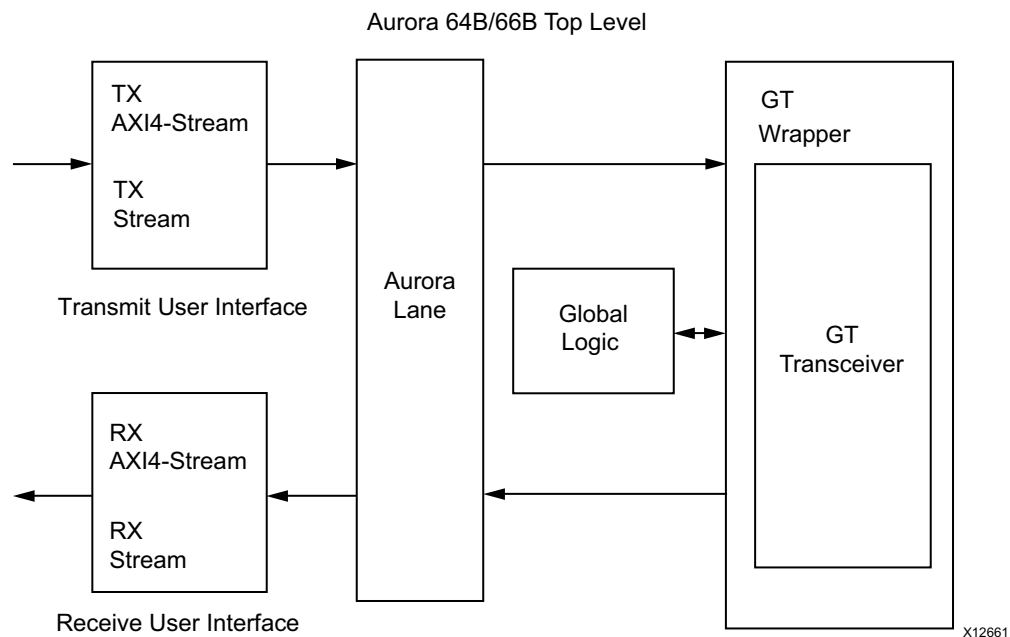 Aurora 64B/66B Top Level
TX
AXI4-Stream
TX
Stream
Transmit User Interface
Aurora
Lane
Global
Logic
GT
Wrapper
GT
Transceiver
RX
AXI4-Stream
RX
Stream
Receive User Interface
X12661